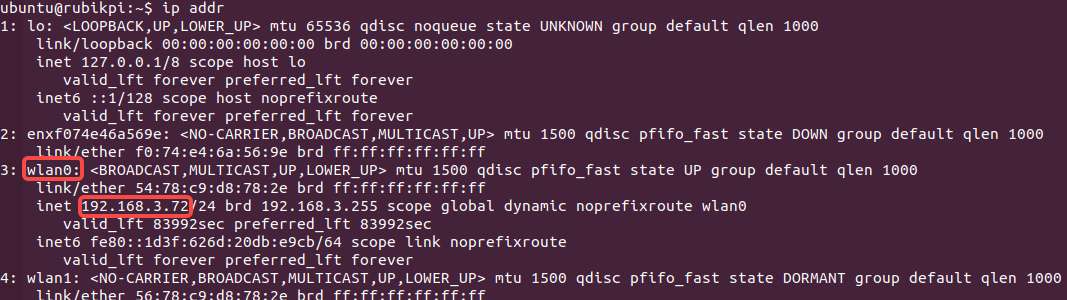 ubuntu@rubikpi:~$ ip addr
1: lo: <LOOPBACK,UP,LOWER_UP> mtu 65536 qdisc noqueue state UNKNOWN group default qlen 1000
link/loopback 00:00:00:00:00:00 brd 00:00:00:00:00:00
inet 127.0.0.1/8 scope host lo
valid_lft forever preferred_lft forever
inet6 ::1/128 scope host noprefixroute
valid_lft forever preferred_lft forever
2: enxf074e46a569e: <NO-CARRIER,BROADCAST,MULTICAST,UP> mtu 1500 qdisc pfifo_fast state DOWN group default qlen 1000
link/ether f0:74:e4:6a:56:9e brd ff:ff:ff:ff:ff:ff
3: wlan0: <BROADCAST,MULTICAST,UP,LOWER_UP> mtu 1500 qdisc pfifo_fast state UP group default qlen 1000
link/ether 54:78:c9:d8:78:2e brd ff:ff:ff:ff:ff:ff
inet 192.168.3.72/24 brd 192.168.3.255 scope global dynamic noprefixroute wlan0
valid_lft 83992sec preferred_lft 83992sec
inet6 fe80::1d3f:626d:20db:e9cb/64 scope link noprefixroute
valid_lft forever preferred_lft forever
4: wlan1: <NO-CARRIER,BROADCAST,MULTICAST,UP,LOWER_UP> mtu 1500 qdisc pfifo_fast state DORMANT group default qlen 1000
link/ether 56:78:c9:d8:78:2e brd ff:ff:ff:ff:ff:ff